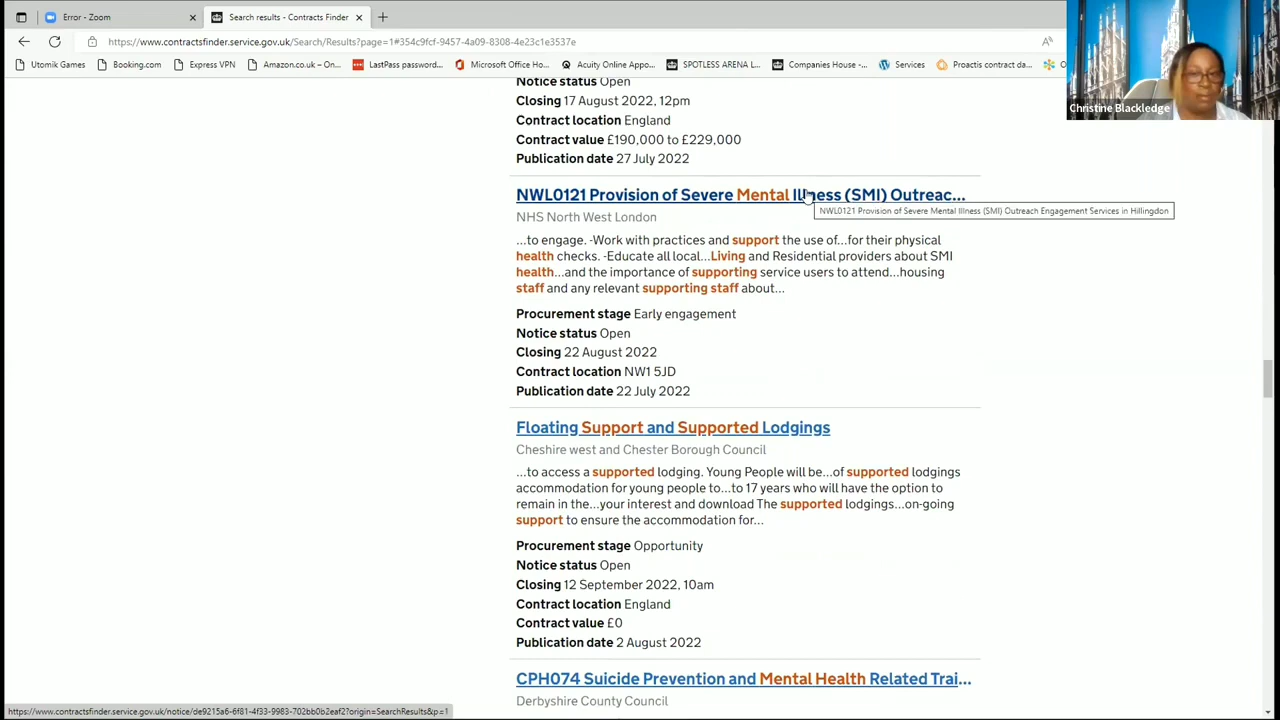 Error - Zoom
Search results - Contracts Finder
https://www.contractsfinder.service.gov.uk/Search/Results?page=1#354c9fcf-9457-4a09-8308-4e23c1e3537e
Utomik Games
Booking.com
Express VPN
Amazon.co.uk – On...
LastPass password...
Microsoft Office Ho...
Acuity Online Appo...
SPOTLESS ARENA L...
Companies House -...
Services
Proactis contract da...
Christine Blackledge
Notice status Open
Closing 17 August 2022, 12pm
Contract location England
Contract value £190,000 to £229,000
Publication date 27 July 2022
NWL0121 Provision of Severe Mental Illness (SMI) Outreac...
NWL0121 Provision of Severe Mental Illness (SMI) Outreach Engagement Services in Hillingdon
NHS North West London
...to engage. -Work with practices and support the use of...for their physical
health checks. -Educate all local...Living and Residential providers about SMI
health...and the importance of supporting service users to attend...housing
staff and any relevant supporting staff about...
Procurement stage Early engagement
Notice status Open
Closing 22 August 2022
Contract location NW1 5JD
Publication date 22 July 2022
Floating Support and Supported Lodgings
Cheshire west and Chester Borough Council
...to access a supported lodging. Young People will be...of supported lodgings
accommodation for young people to...to 17 years who will have the option to
remain in the...your interest and download The supported lodgings...on-going
support to ensure the accommodation for...
Procurement stage Opportunity
Notice status Open
Closing 12 September 2022, 10am
Contract location England
Contract value £0
Publication date 2 August 2022
CPH074 Suicide Prevention and Mental Health Related Trai...
Derbyshire County Council
https://www.contractsfinder.service.gov.uk/notice/de9215a6-6f81-4f33-9983-702bb0b2eaf2?origin=SearchResults&p=1